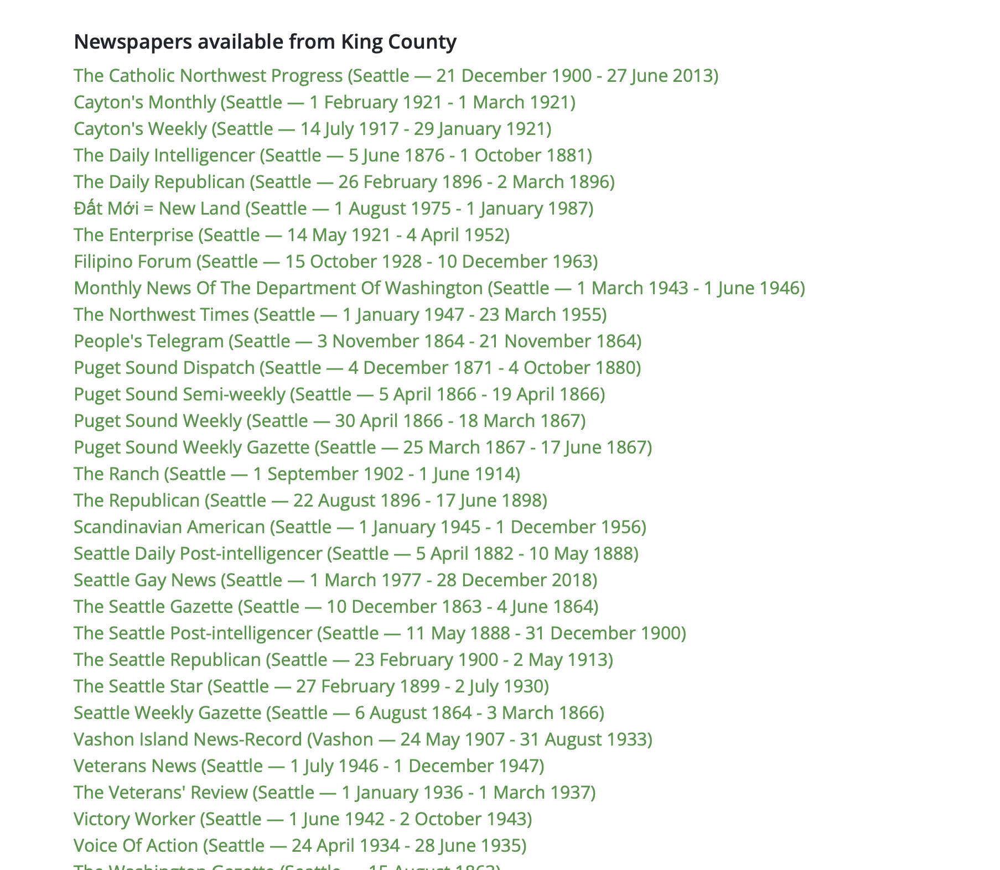 Newspapers available from King County
The Catholic Northwest Progress (Seattle — 21 December 1900 - 27 June 2013)
Cayton's Monthly (Seattle — 1 February 1921 - 1 March 1921)
Cayton's Weekly (Seattle — 14 July 1917 - 29 January 1921)
The Daily Intelligencer (Seattle — 5 June 1876 - 1 October 1881)
The Daily Republican (Seattle — 26 February 1896 - 2 March 1896)
Đất Mới = New Land (Seattle — 1 August 1975 - 1 January 1987)
The Enterprise (Seattle — 14 May 1921 - 4 April 1952)
Filipino Forum (Seattle — 15 October 1928 - 10 December 1963)
Monthly News Of The Department Of Washington (Seattle — 1 March 1943 - 1 June 1946)
The Northwest Times (Seattle — 1 January 1947 - 23 March 1955)
People's Telegram (Seattle — 3 November 1864 - 21 November 1864)
Puget Sound Dispatch (Seattle — 4 December 1871 - 4 October 1880)
Puget Sound Semi-weekly (Seattle — 5 April 1866 - 19 April 1866)
Puget Sound Weekly (Seattle — 30 April 1866 - 18 March 1867)
Puget Sound Weekly Gazette (Seattle — 25 March 1867 - 17 June 1867)
The Ranch (Seattle — 1 September 1902 - 1 June 1914)
The Republican (Seattle — 22 August 1896 - 17 June 1898)
Scandinavian American (Seattle — 1 January 1945 - 1 December 1956)
Seattle Daily Post-intelligencer (Seattle — 5 April 1882 - 10 May 1888)
Seattle Gay News (Seattle — 1 March 1977 - 28 December 2018)
The Seattle Gazette (Seattle — 10 December 1863 - 4 June 1864)
The Seattle Post-intelligencer (Seattle — 11 May 1888 - 31 December 1900)
The Seattle Republican (Seattle — 23 February 1900 - 2 May 1913)
The Seattle Star (Seattle — 27 February 1899 - 2 July 1930)
Seattle Weekly Gazette (Seattle — 6 August 1864 - 3 March 1866)
Vashon Island News-Record (Vashon — 24 May 1907 - 31 August 1933)
Veterans News (Seattle — 1 July 1946 - 1 December 1947)
The Veterans' Review (Seattle — 1 January 1936 - 1 March 1937)
Victory Worker (Seattle — 1 June 1942 - 2 October 1943)
Voice Of Action (Seattle — 24 April 1934 - 28 June 1935)
The Washington Gazette (Seattle — 15 August 1863)